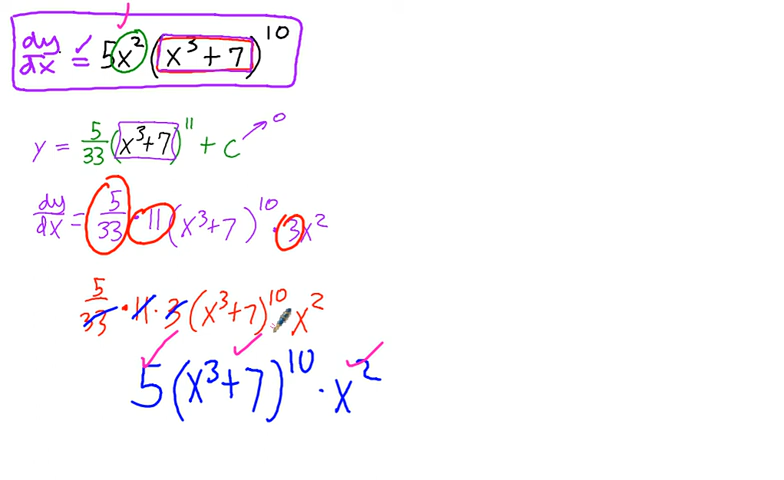 dy/dx = 5x²(x³ + 7)¹⁰
y = 5/33 (x³+7)¹¹ + C → 0
dy/dx = 5/33 · 11 (x³+7)¹⁰ · 3x²
5/33 · 11 · 3 (x³+7)¹⁰ · x²
5(x³+7)¹⁰ · x²